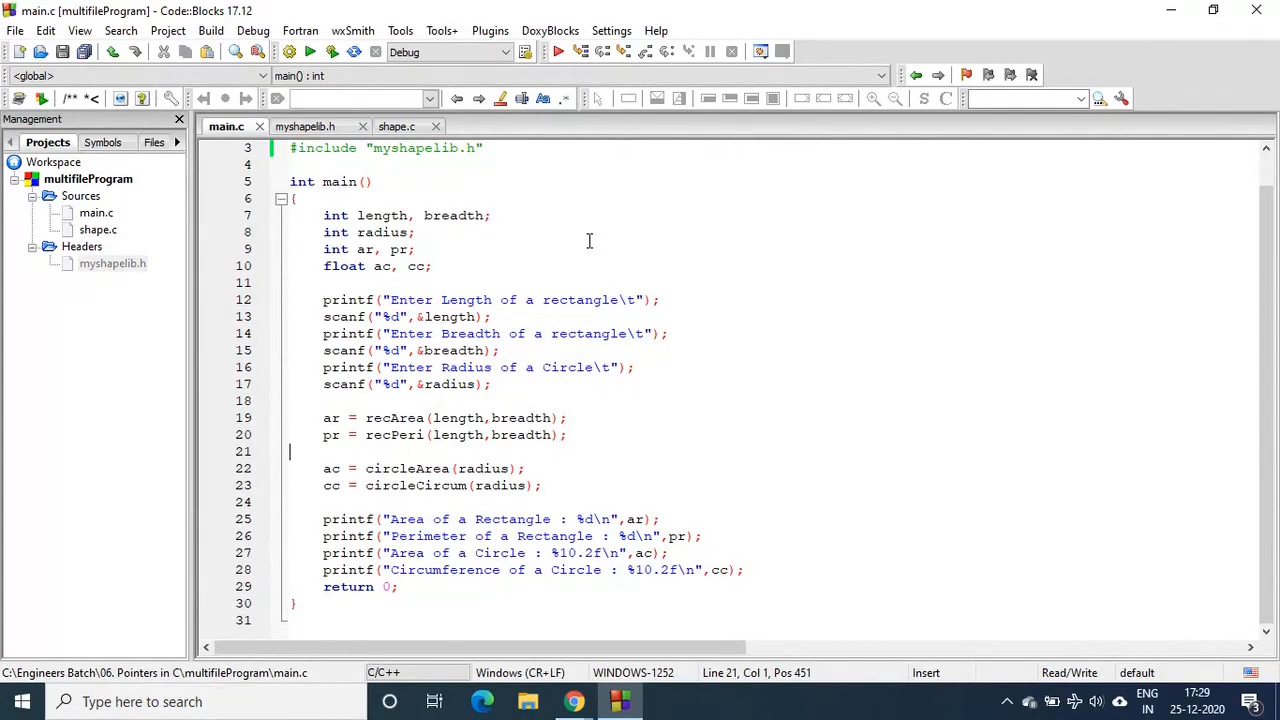 main.c [multifileProgram] - Code::Blocks 17.12
File Edit View Search Project Build Debug Fortran wxSmith Tools Tools+ Plugins DoxyBlocks Settings Help
Debug
<global> main() : int
/** *<
S C
Management
Projects Symbols Files
main.c myshapelib.h shape.c
Workspace
multifileProgram
Sources
main.c
shape.c
Headers
myshapelib.h
3 #include "myshapelib.h"
4
5 int main()
6 {
7 int length, breadth;
8 int radius;
9 int ar, pr;
10 float ac, cc;
11
12 printf("Enter Length of a rectangle\t");
13 scanf("%d",&length);
14 printf("Enter Breadth of a rectangle\t");
15 scanf("%d",&breadth);
16 printf("Enter Radius of a Circle\t");
17 scanf("%d",&radius);
18
19 ar = recArea(length,breadth);
20 pr = recPeri(length,breadth);
21
22 ac = circleArea(radius);
23 cc = circleCircum(radius);
24
25 printf("Area of a Rectangle : %d\n",ar);
26 printf("Perimeter of a Rectangle : %d\n",pr);
27 printf("Area of a Circle : %10.2f\n",ac);
28 printf("Circumference of a Circle : %10.2f\n",cc);
29 return 0;
30 }
31
C:\Engineers Batch\06. Pointers in C\multifileProgram\main.c C/C++ Windows (CR+LF) WINDOWS-1252 Line 21, Col 1, Pos 451 Insert Read/Write default
Type here to search
ENG
IN
17:29
25-12-2020
3